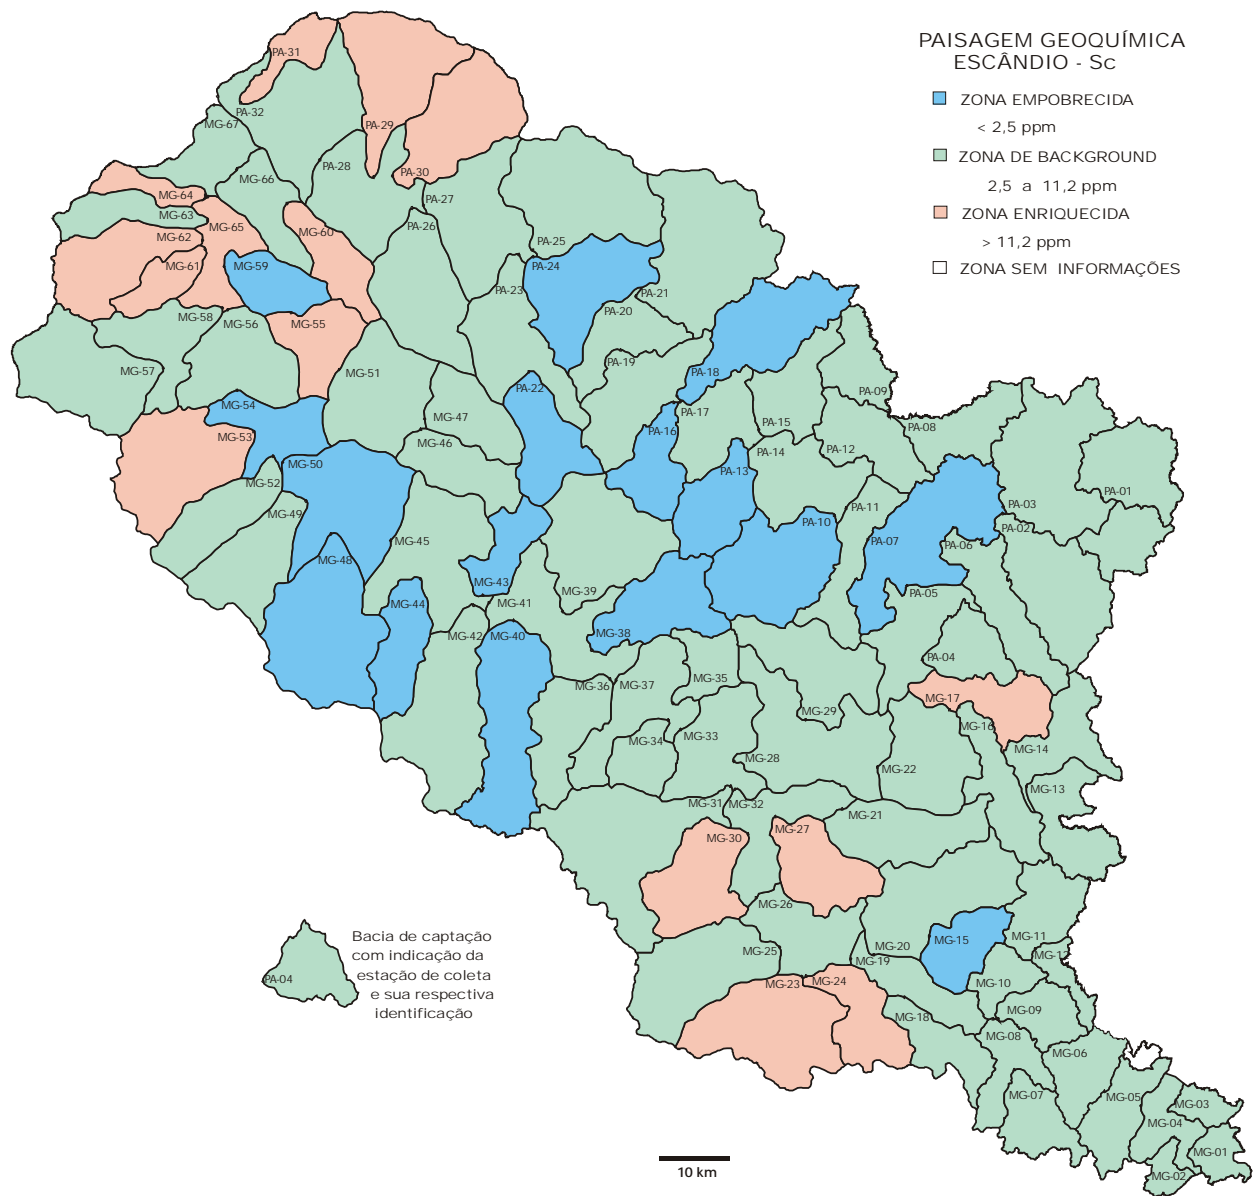 PAISAGEM GEOQUÍMICA
ESCÂNDIO - Sc
ZONA EMPOBRECIDA
< 2,5 ppm
ZONA DE BACKGROUND
2,5 a 11,2 ppm
ZONA ENRIQUECIDA
> 11,2 ppm
ZONA SEM INFORMAÇÕES
PA-31
PA-32
MG-67
PA-29
PA-28
PA-30
MG-66
MG-64
PA-27
MG-63
MG-65
PA-26
MG-62
MG-60
PA-25
MG-61
MG-59
PA-24
PA-23
PA-21
PA-20
MG-58
MG-56
MG-55
PA-19
MG-57
MG-51
PA-18
PA-22
PA-09
MG-54
MG-47
PA-17
PA-15
PA-08
MG-53
MG-46
PA-16
PA-14
PA-12
MG-50
PA-13
MG-52
PA-01
PA-03
MG-49
PA-11
PA-10
PA-02
MG-45
PA-07
PA-06
MG-48
MG-43
MG-39
PA-05
MG-44
MG-41
MG-42
MG-40
MG-38
PA-04
MG-36
MG-37
MG-35
MG-17
MG-29
MG-16
MG-34
MG-33
MG-14
MG-28
MG-22
MG-13
MG-31
MG-32
MG-21
MG-30
MG-27
MG-26
MG-15
MG-11
MG-20
MG-25
MG-19
MG-10
MG-23
MG-24
MG-09
MG-18
MG-08
MG-06
MG-07
MG-05
MG-03
MG-04
MG-01
MG-02
PA-04
Bacia de captação
com indicação da
estação de coleta
e sua respectiva
identificação
10 km